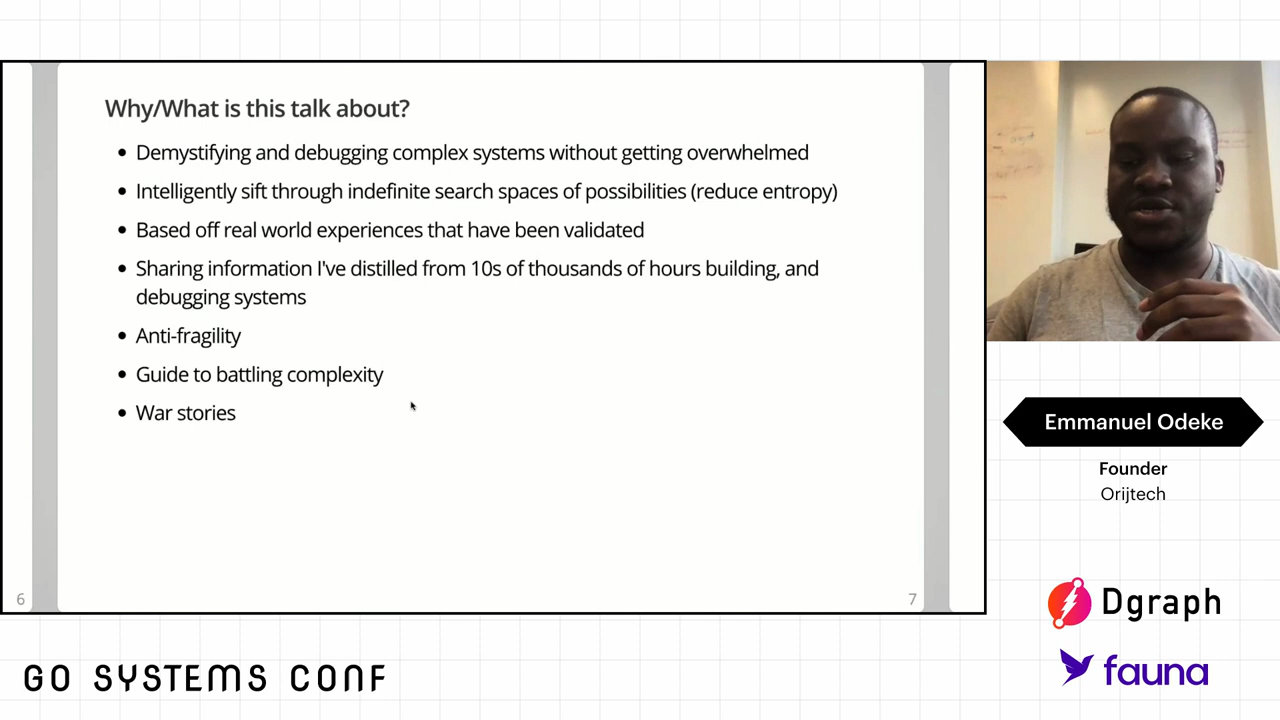 Why/What is this talk about?
Demystifying and debugging complex systems without getting overwhelmed
Intelligently sift through indefinite search spaces of possibilities (reduce entropy)
Based off real world experiences that have been validated
Sharing information I've distilled from 10s of thousands of hours building, and
debugging systems
Anti-fragility
Guide to battling complexity
War stories
6
7
Emmanuel Odeke
Founder
Orijtech
Dgraph
fauna
GO SYSTEMS CONF